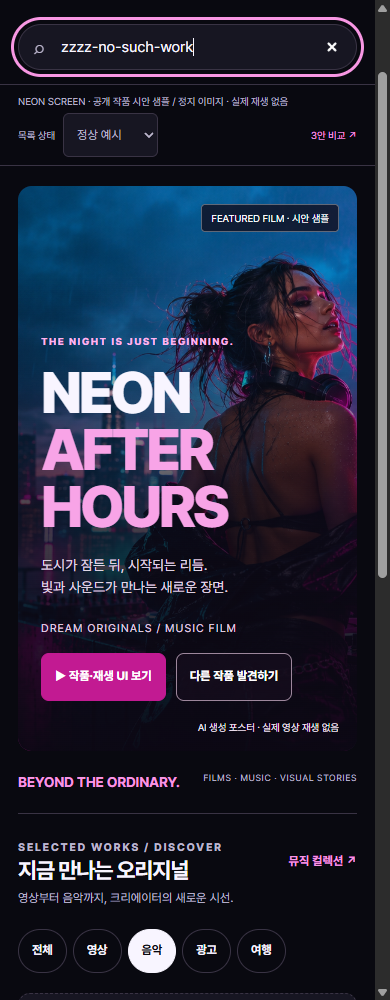 zzzz-no-such-work
NEON SCREEN · 공개 작품 시안 샘플 / 정지 이미지 · 실제 재생 없음
목록 상태
정상 예시
3안 비교 ↗
FEATURED FILM · 시안 샘플
THE NIGHT IS JUST BEGINNING.
NEON
AFTER
HOURS
도시가 잠든 뒤, 시작되는 리듬.
빛과 사운드가 만나는 새로운 장면.
DREAM ORIGINALS / MUSIC FILM
▶ 작품·재생 UI 보기
다른 작품 발견하기
AI 생성 포스터 · 실제 영상 재생 없음
BEYOND THE ORDINARY.
FILMS · MUSIC · VISUAL STORIES
SELECTED WORKS / DISCOVER
지금 만나는 오리지널
뮤직 컬렉션 ↗
영상부터 음악까지, 크리에이터의 새로운 시선.
전체
영상
음악
광고
여행